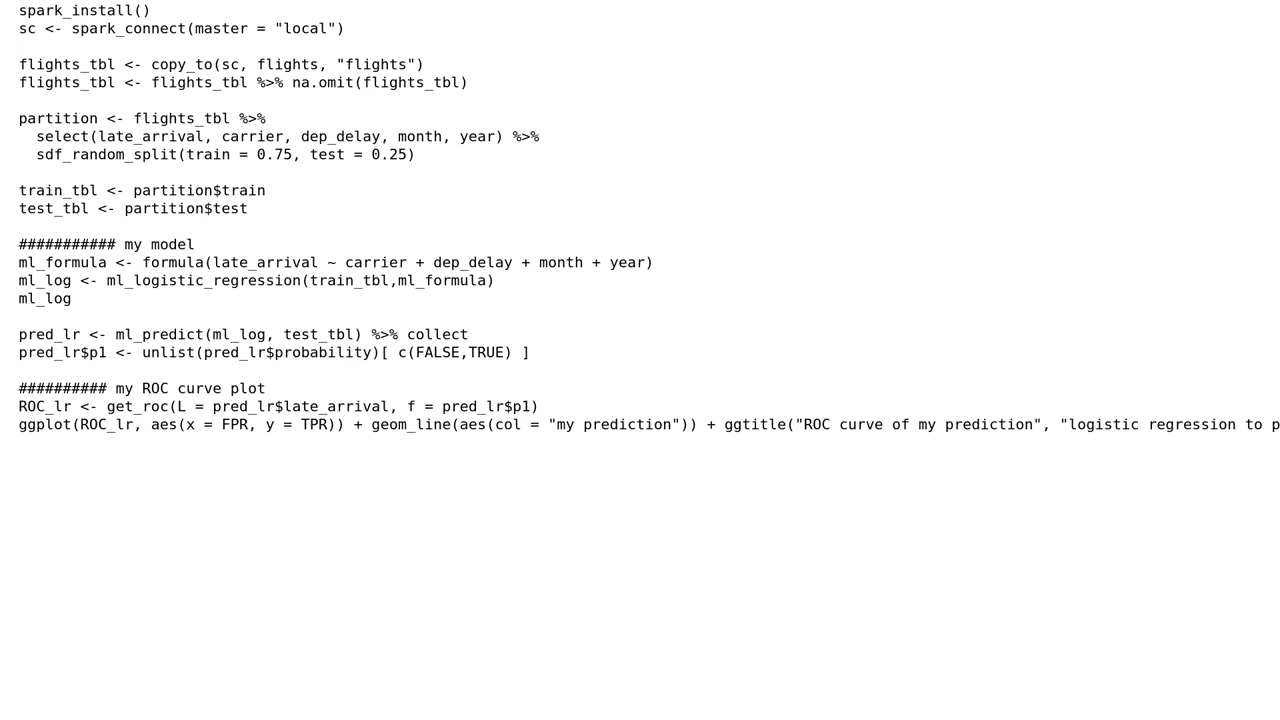 spark_install()
sc <- spark_connect(master = "local")
flights_tbl <- copy_to(sc, flights, "flights")
flights_tbl <- flights_tbl %>% na.omit(flights_tbl)
partition <- flights_tbl %>%
  select(late_arrival, carrier, dep_delay, month, year) %>%
  sdf_random_split(train = 0.75, test = 0.25)
train_tbl <- partition$train
test_tbl <- partition$test
########### my model
ml_formula <- formula(late_arrival ~ carrier + dep_delay + month + year)
ml_log <- ml_logistic_regression(train_tbl,ml_formula)
ml_log
pred_lr <- ml_predict(ml_log, test_tbl) %>% collect
pred_lr$p1 <- unlist(pred_lr$probability)[ c(FALSE,TRUE) ]
########## my ROC curve plot
ROC_lr <- get_roc(L = pred_lr$late_arrival, f = pred_lr$p1)
ggplot(ROC_lr, aes(x = FPR, y = TPR)) + geom_line(aes(col = "my prediction")) + ggtitle("ROC curve of my prediction", "logistic regression to p